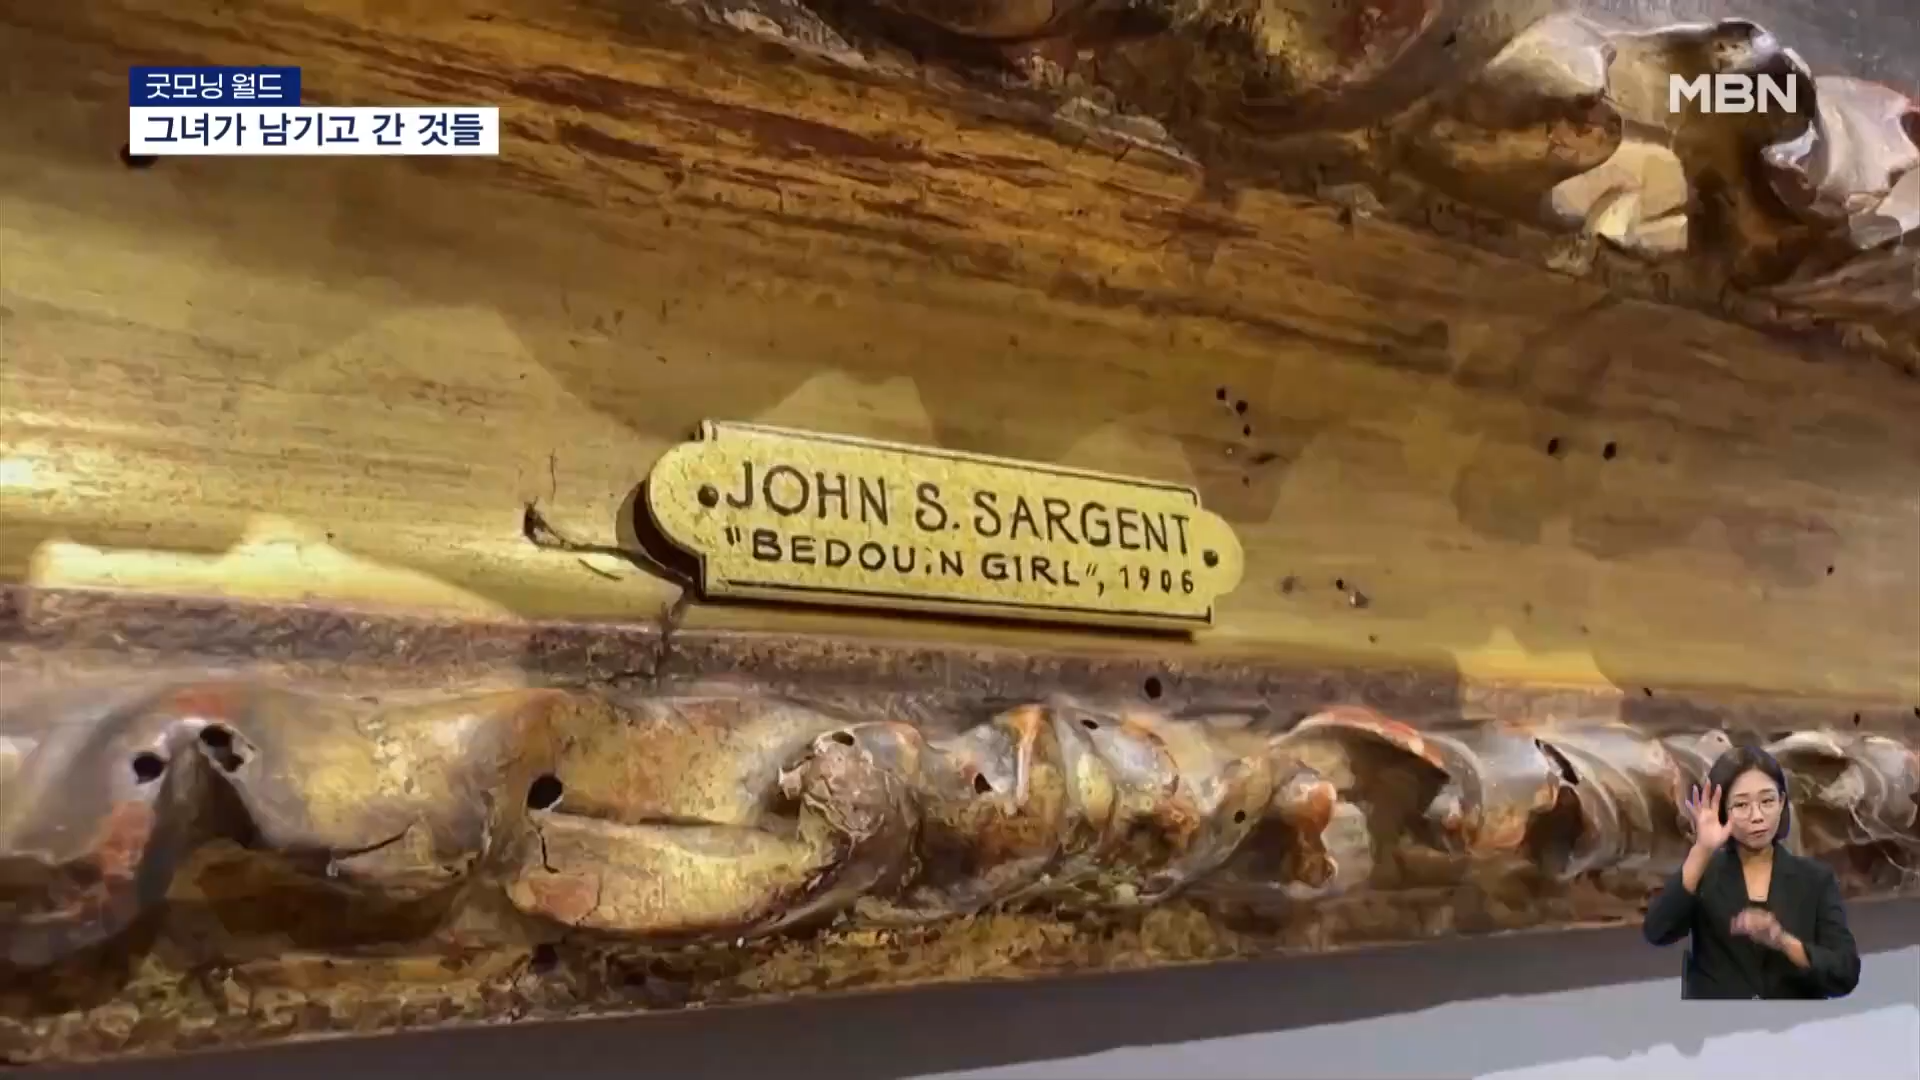 굿모닝 월드
그녀가 남기고 간 것들
MBN
JOHN S. SARGENT
"BEDOUIN GIRL", 1906